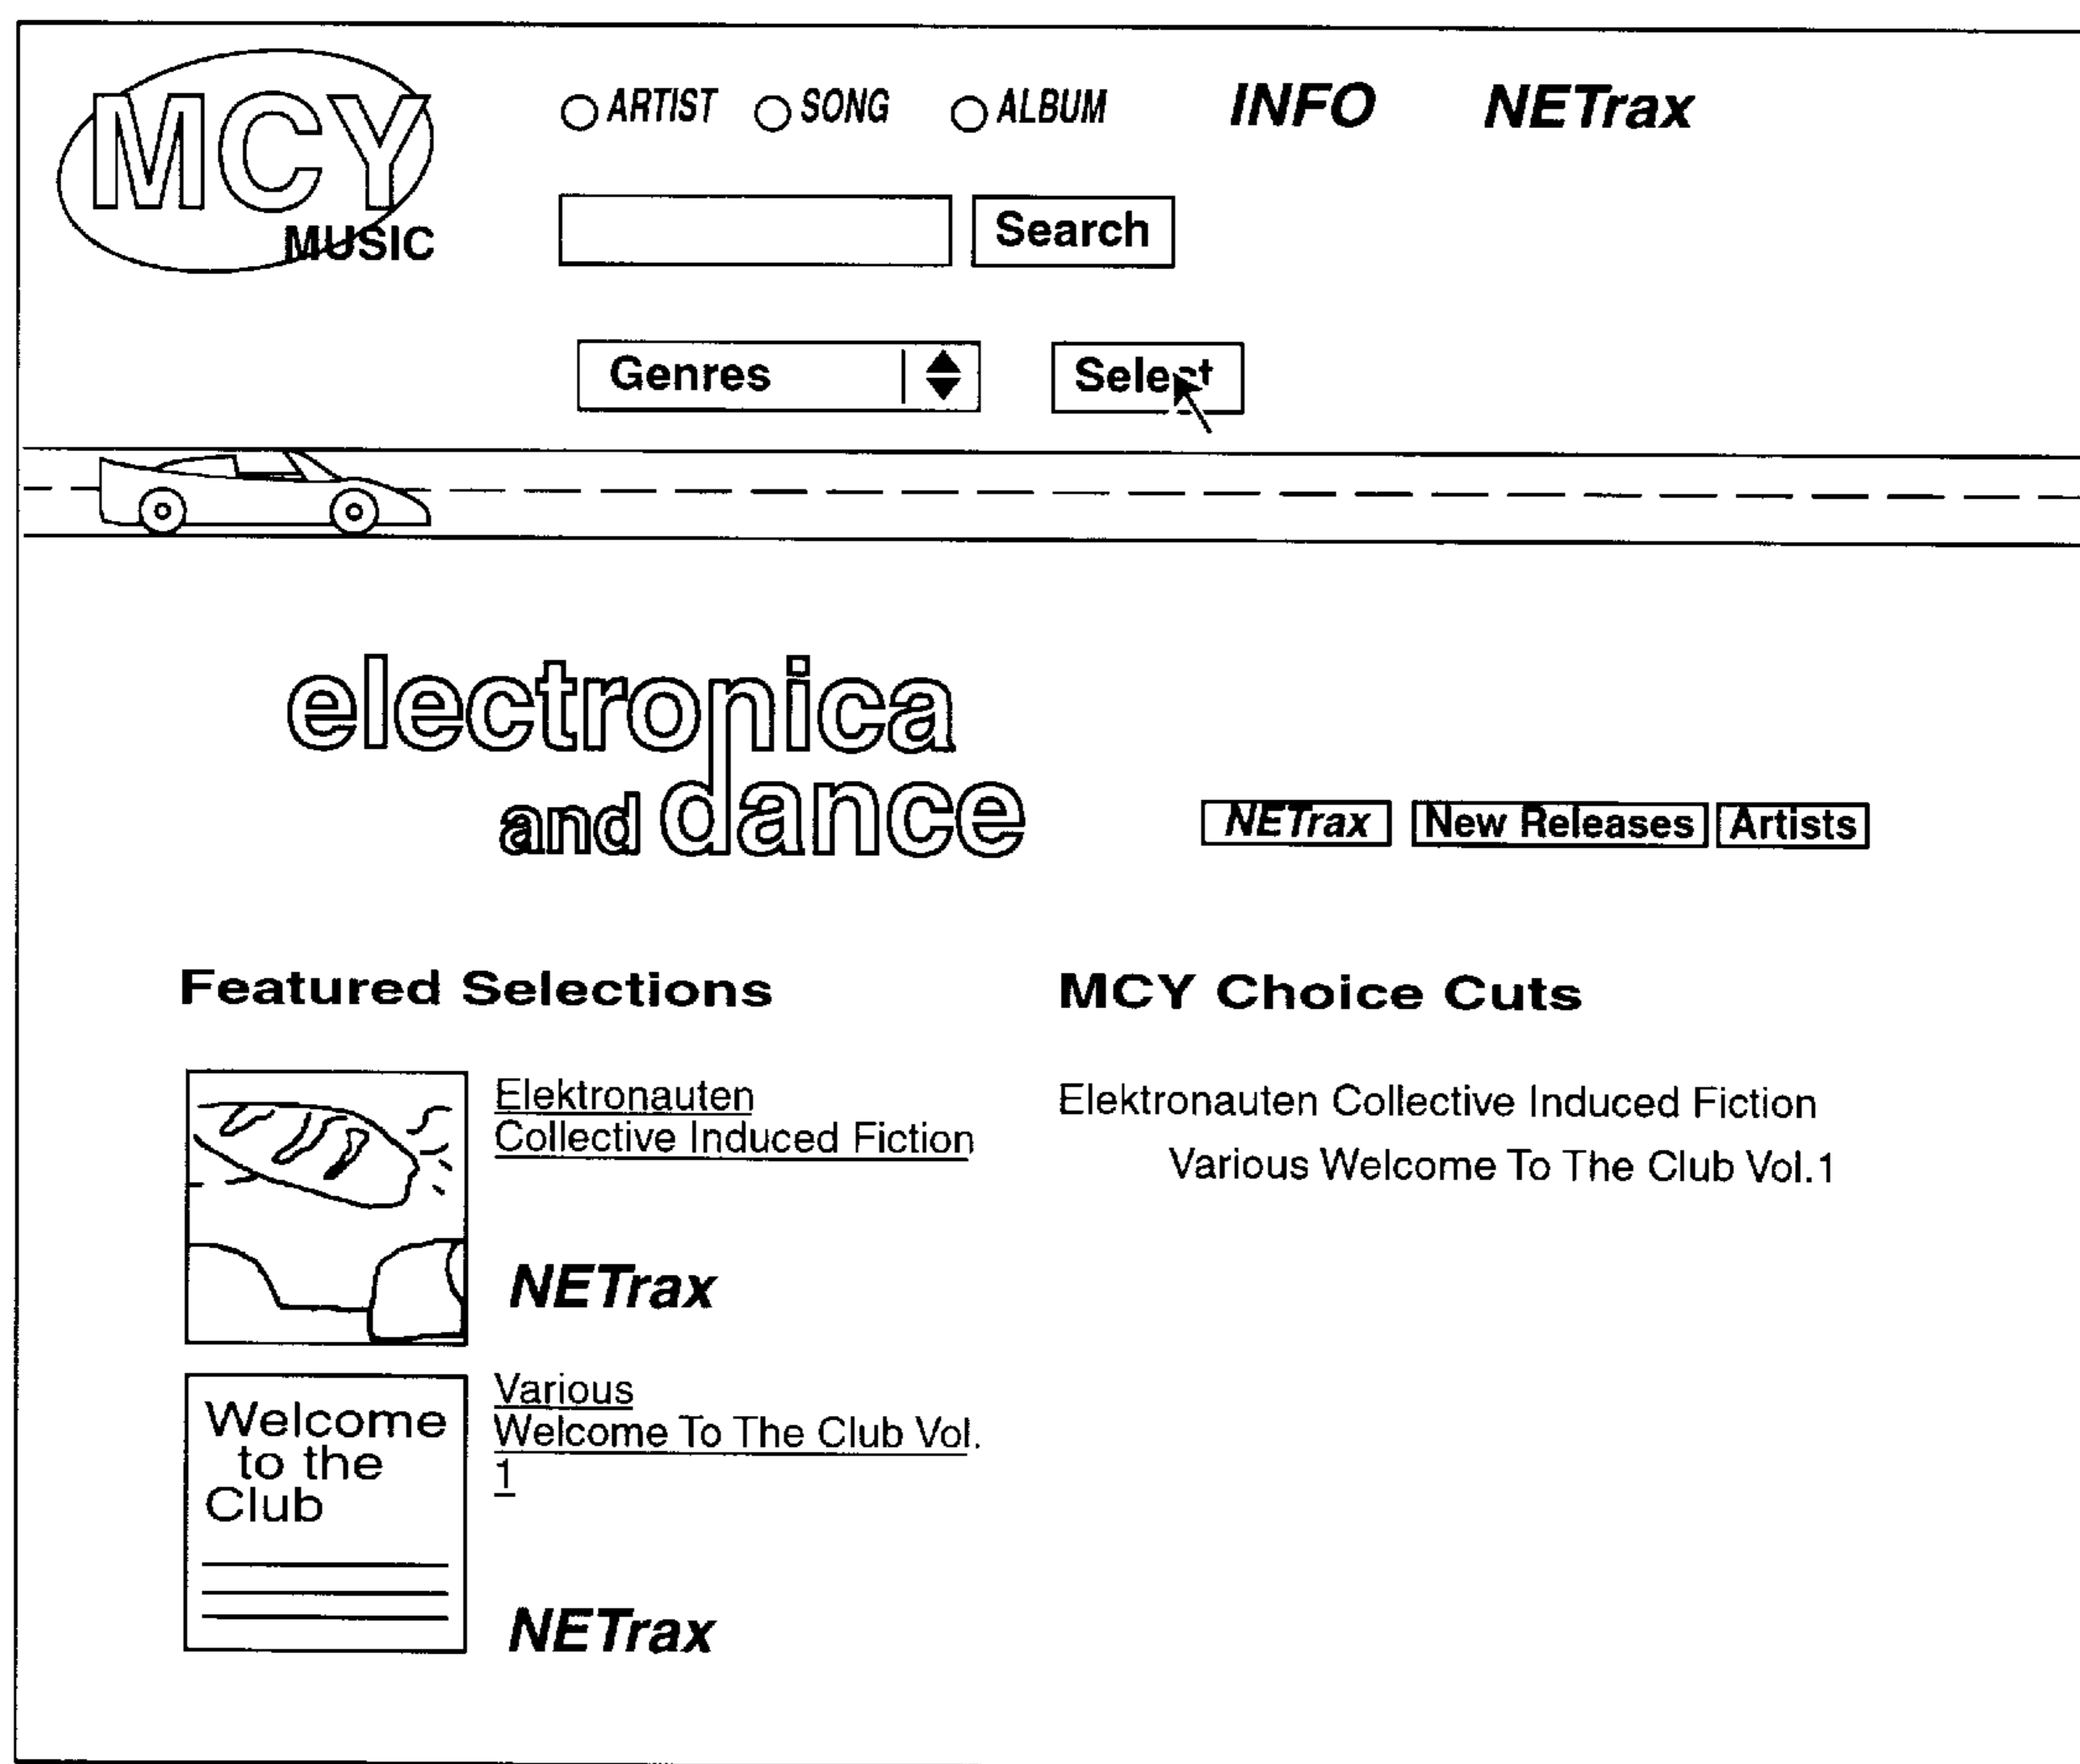 MCY
MUSIC
ARTIST SONG ALBUM INFO NETrax
Search
Genres Select
electronica
and dance
NETrax New Releases Artists
Featured Selections
Elektronauten
Collective Induced Fiction
NETrax
Welcome
to the
Club
Various
Welcome To The Club Vol.
1
NETrax
MCY Choice Cuts
Elektronauten Collective Induced Fiction
Various Welcome To The Club Vol.1